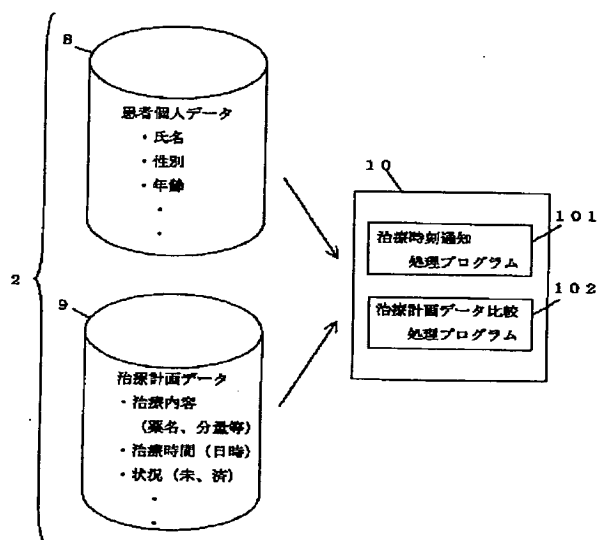 8
患者個人データ
・氏名
・性別
・年齢
・
・
2
9
治療計画データ
・治療内容
(薬名、分量等)
・治療時間(日時)
・状況(未、済)
・
・
10
101
治療時刻通知
処理プログラム
102
治療計画データ比較
処理プログラム